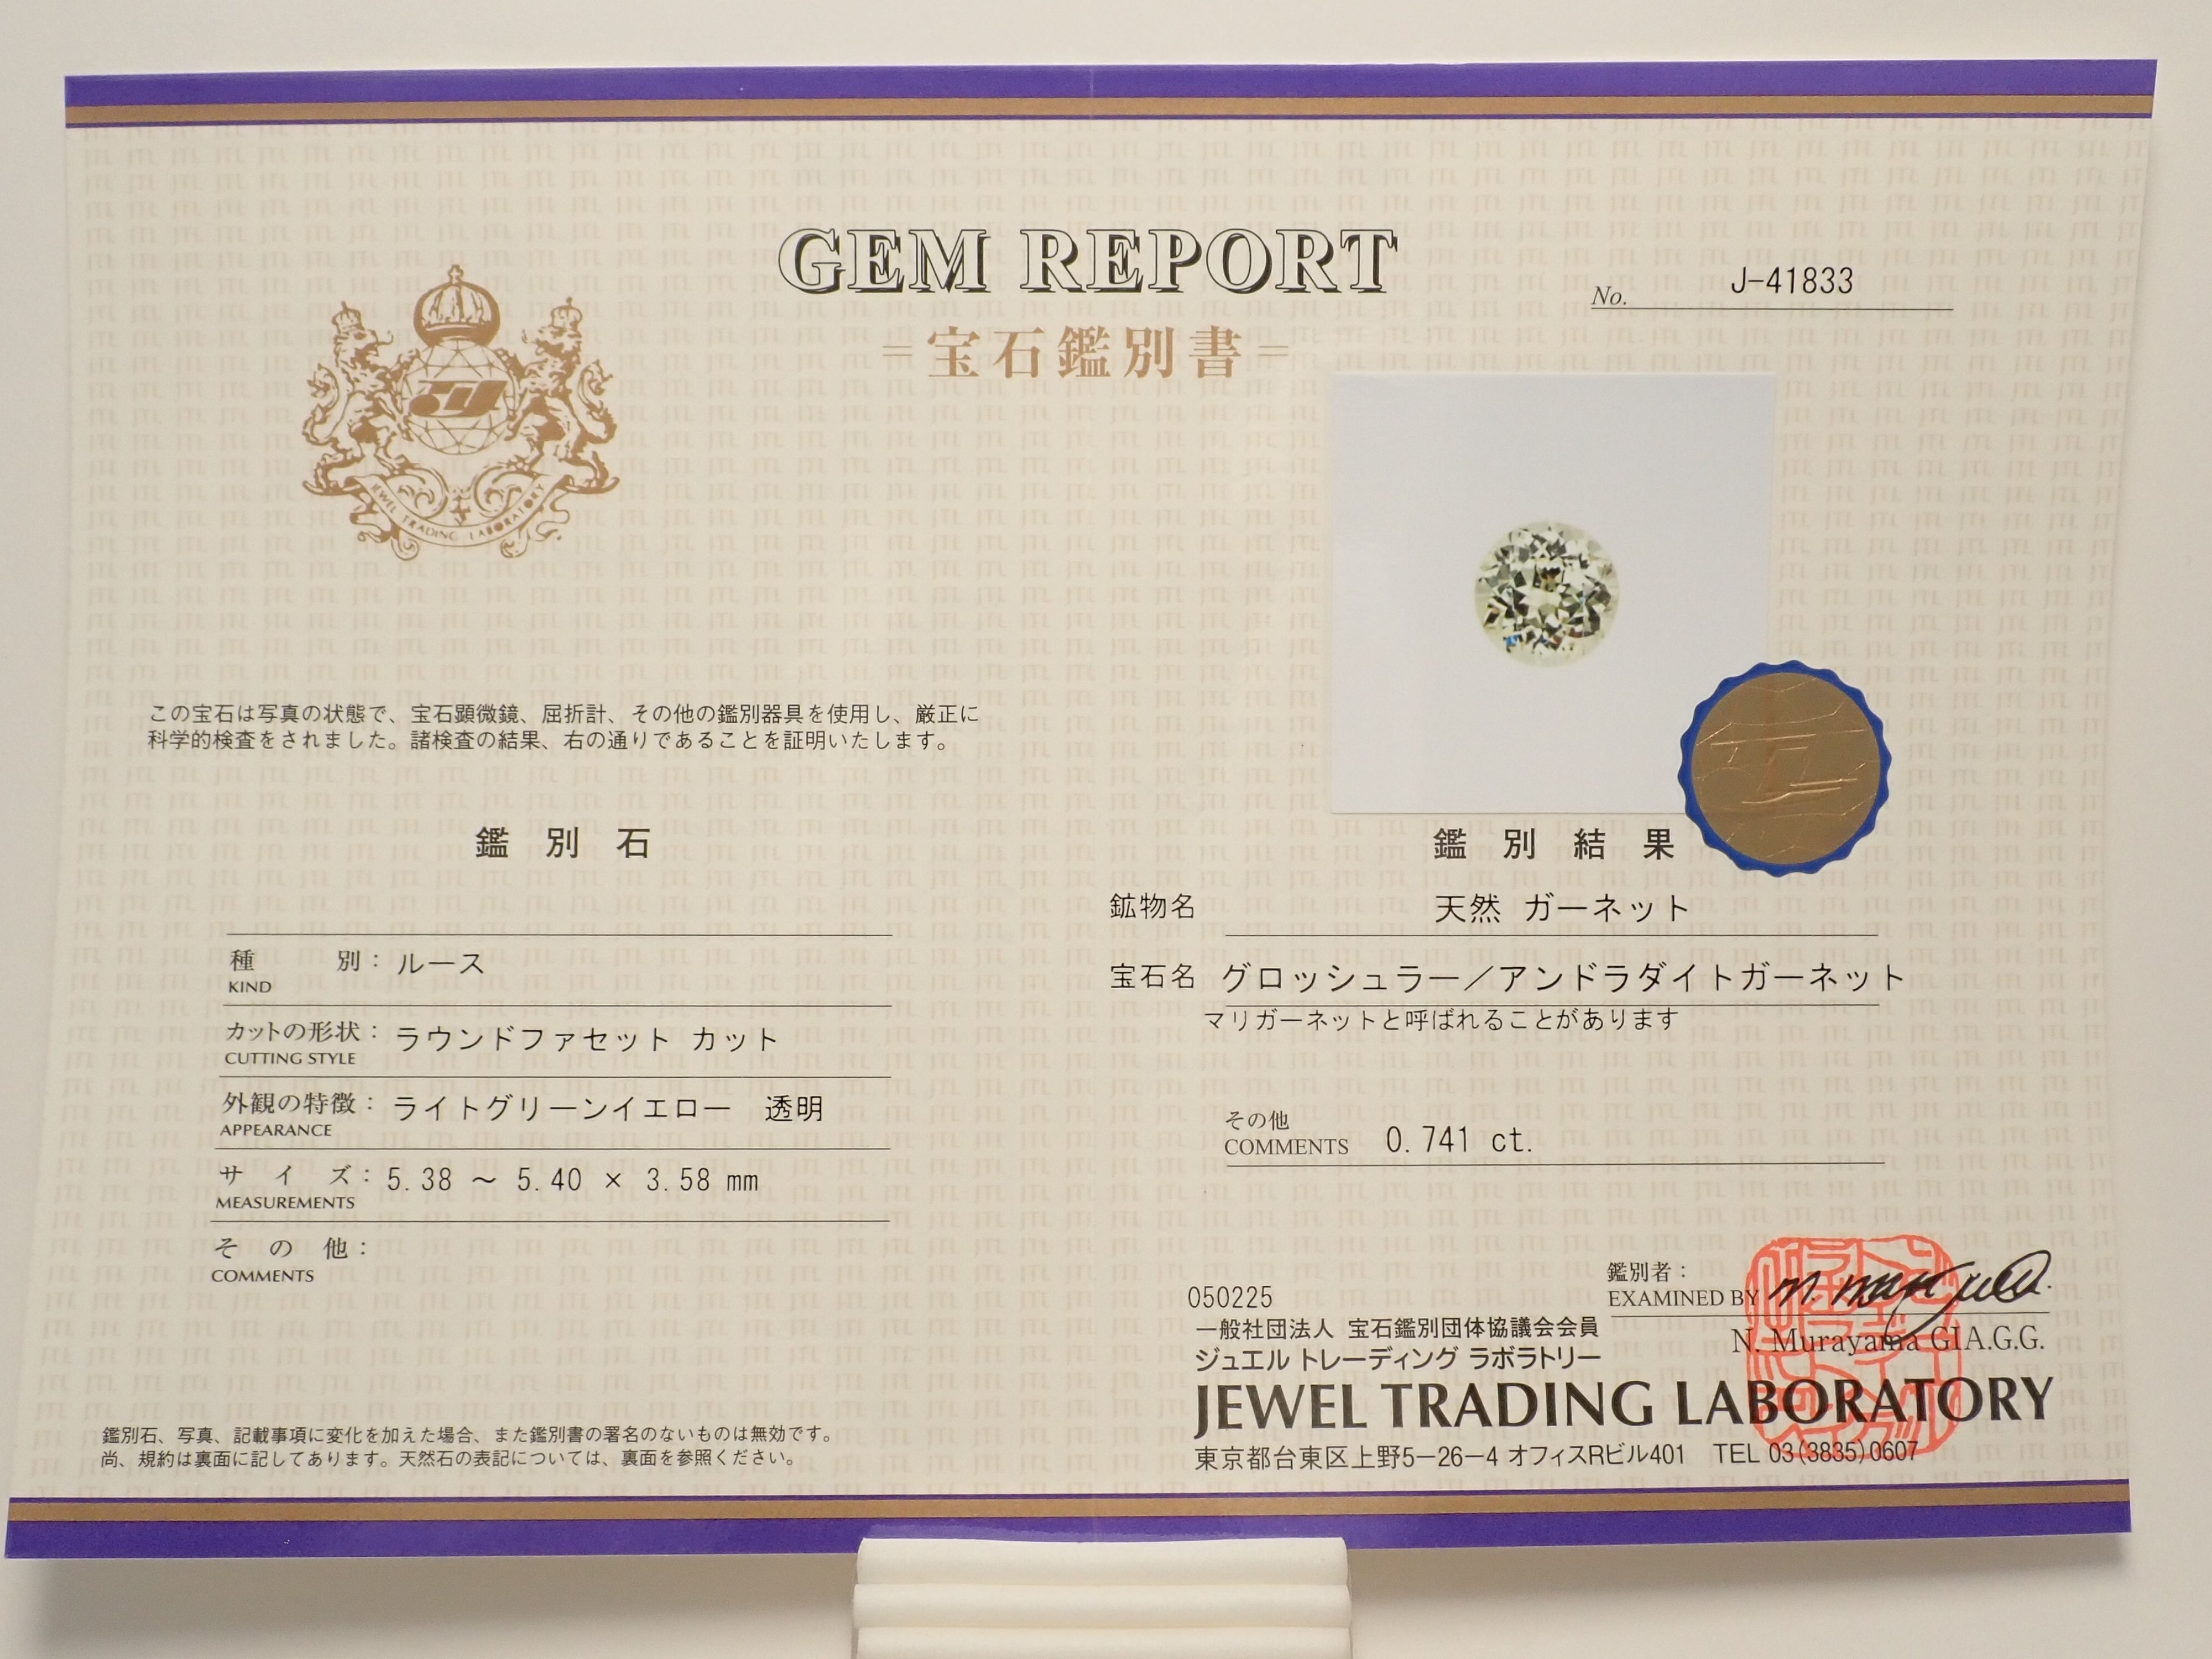 GEM REPORT
No. J-41833
宝石鑑別書
JEWEL TRADING LABORATORY
この宝石は写真の状態で、宝石顕微鏡、屈折計、その他の鑑別器具を使用し、厳正に
科学的検査をされました。諸検査の結果、右の通りであることを証明いたします。
鑑別石
種別: ルース
KIND
カットの形状: ラウンドファセット カット
CUTTING STYLE
外観の特徴: ライトグリーンイエロー 透明
APPEARANCE
サイズ: 5.38 ～ 5.40 × 3.58 mm
MEASUREMENTS
その他:
COMMENTS
鑑別石、写真、記載事項に変化を加えた場合、また鑑別書の署名のないものは無効です。
尚、規約は裏面に記してあります。天然石の表記については、裏面を参照ください。
鑑別結果
鉱物名 天然 ガーネット
宝石名 グロッシュラー／アンドラダイトガーネット
マリガーネットと呼ばれることがあります
その他
COMMENTS 0.741 ct.
050225
鑑別者:
EXAMINED BY
一般社団法人 宝石鑑別団体協議会会員
N. Murayama GIA.G.G.
ジュエル トレーディング ラボラトリー
JEWEL TRADING LABORATORY
東京都台東区上野5－26－4 オフィスRビル401 TEL 03(3835)0607